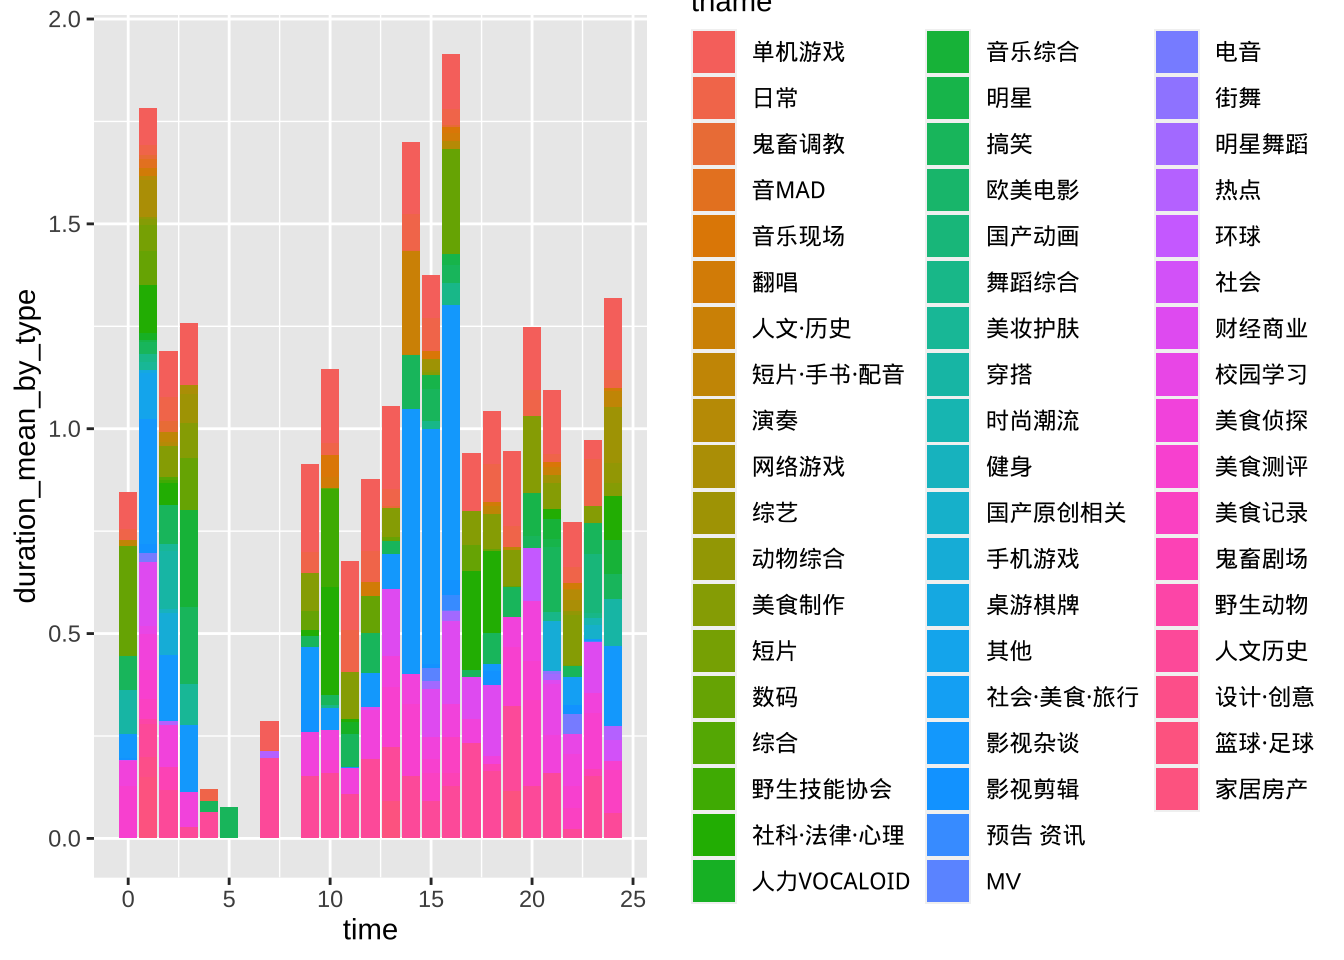 tname
2.0
1.5
1.0
0.5
0.0
duration_mean_by_type
0 5 10 15 20 25
time
单机游戏
日常
鬼畜调教
音MAD
音乐现场
翻唱
人文·历史
短片·手书·配音
演奏
网络游戏
综艺
动物综合
美食制作
短片
数码
综合
野生技能协会
社科·法律·心理
人力VOCALOID
音乐综合
明星
搞笑
欧美电影
国产动画
舞蹈综合
美妆护肤
穿搭
时尚潮流
健身
国产原创相关
手机游戏
桌游棋牌
其他
社会·美食·旅行
影视杂谈
影视剪辑
预告 资讯
MV
电音
街舞
明星舞蹈
热点
环球
社会
财经商业
校园学习
美食侦探
美食测评
美食记录
鬼畜剧场
野生动物
人文历史
设计·创意
篮球·足球
家居房产